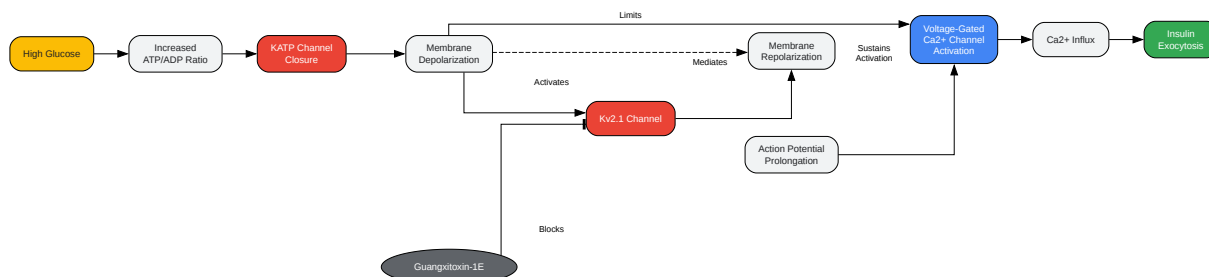 Limits
High Glucose
Increased
ATP/ADP Ratio
KATP Channel
Closure
Membrane
Depolarization
Membrane
Repolarization
Mediates
Sustains
Activation
Voltage-Gated
Ca2+ Channel
Activation
Ca2+ Influx
Insulin
Exocytosis
Activates
Kv2.1 Channel
Action Potential
Prolongation
Blocks
Guangxitoxin-1E